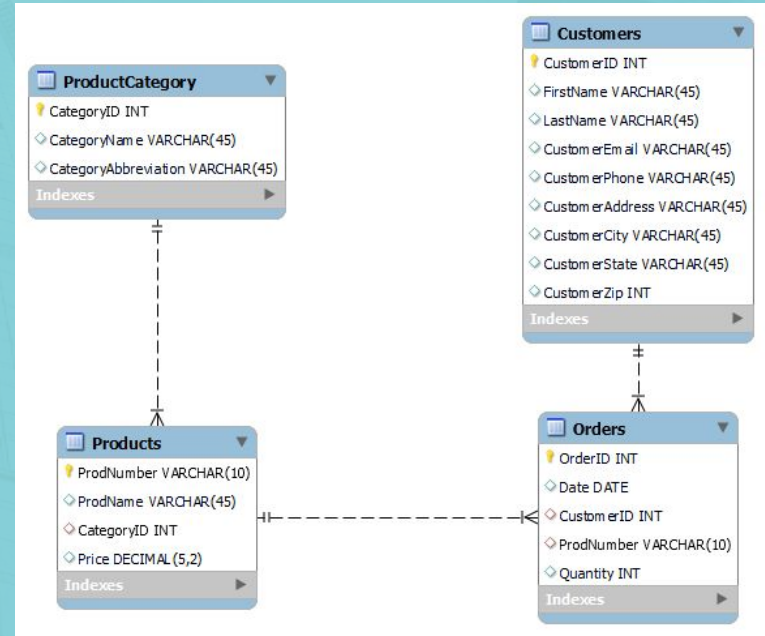 ProductCategory
CategoryID INT
CategoryName VARCHAR(45)
CategoryAbbreviation VARCHAR(45)
Indexes
Customers
CustomerID INT
FirstName VARCHAR(45)
LastName VARCHAR(45)
CustomerEmail VARCHAR(45)
CustomerPhone VARCHAR(45)
CustomerAddress VARCHAR(45)
CustomerCity VARCHAR(45)
CustomerState VARCHAR(45)
CustomerZip INT
Indexes
Products
ProdNumber VARCHAR(10)
ProdName VARCHAR(45)
CategoryID INT
Price DECIMAL(5,2)
Indexes
Orders
OrderID INT
Date DATE
CustomerID INT
ProdNumber VARCHAR(10)
Quantity INT
Indexes